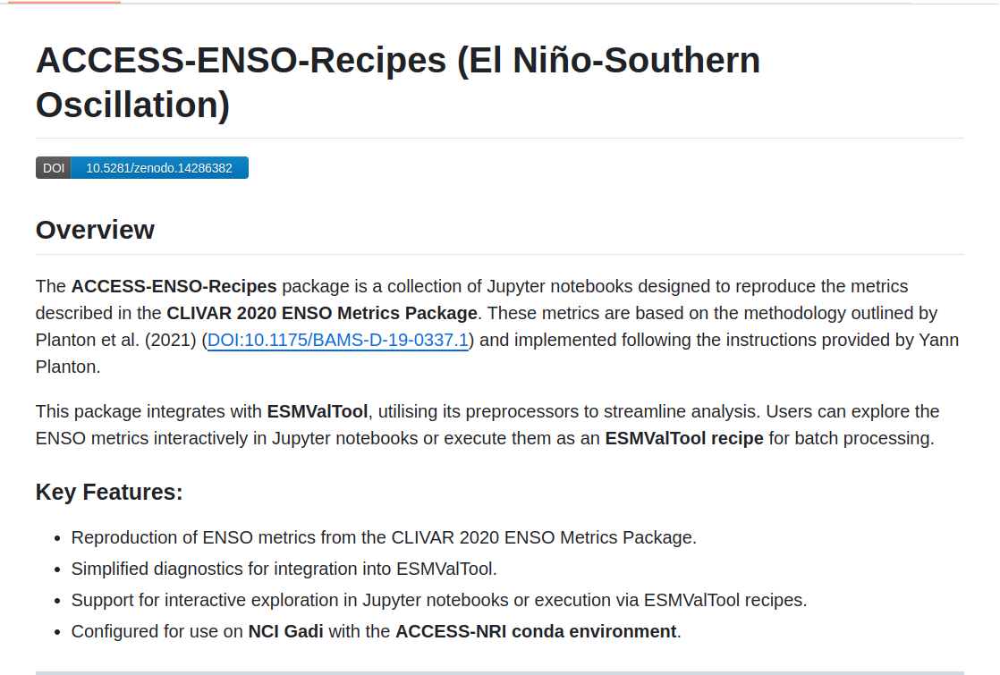 ACCESS-ENSO-Recipes (El Niño-Southern
Oscillation)
DOI 10.5281/zenodo.14286382
Overview
The ACCESS-ENSO-Recipes package is a collection of Jupyter notebooks designed to reproduce the metrics
described in the CLIVAR 2020 ENSO Metrics Package. These metrics are based on the methodology outlined by
Planton et al. (2021) (DOI:10.1175/BAMS-D-19-0337.1) and implemented following the instructions provided by Yann
Planton.
This package integrates with ESMValTool, utilising its preprocessors to streamline analysis. Users can explore the
ENSO metrics interactively in Jupyter notebooks or execute them as an ESMValTool recipe for batch processing.
Key Features:
• Reproduction of ENSO metrics from the CLIVAR 2020 ENSO Metrics Package.
• Simplified diagnostics for integration into ESMValTool.
• Support for interactive exploration in Jupyter notebooks or execution via ESMValTool recipes.
• Configured for use on NCI Gadi with the ACCESS-NRI conda environment.